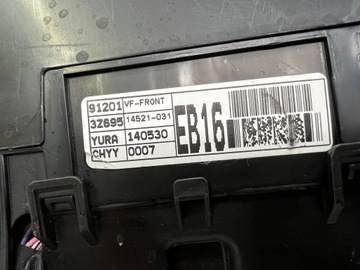 91201 VF-FRONT
3Z695 14521-031
YURA 140530
CHYY 0007
EB16